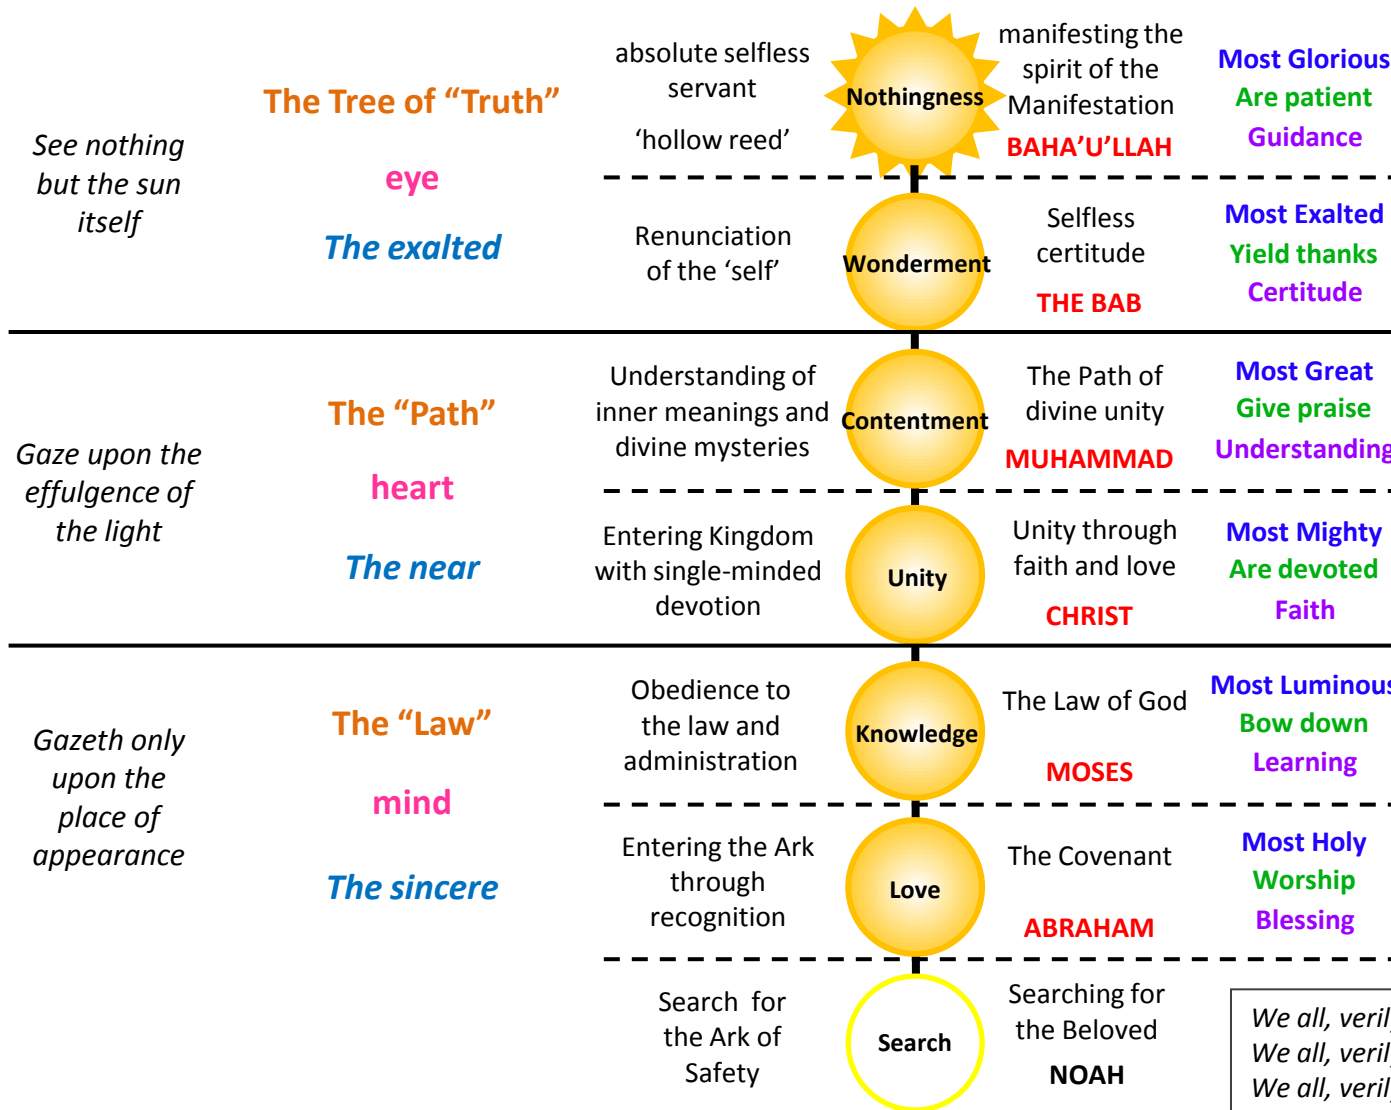 See nothing
but the sun
itself
The Tree of “Truth”
eye
The exalted
absolute selfless
servant
‘hollow reed’
Nothingness
manifesting the
spirit of the
Manifestation
BAHA’U’LLAH
Most Glorious
Are patient
Guidance
Renunciation
of the ‘self’
Wonderment
Selfless
certitude
THE BAB
Most Exalted
Yield thanks
Certitude
Gaze upon the
effulgence of
the light
The “Path”
heart
The near
Understanding of
inner meanings and
divine mysteries
Contentment
The Path of
divine unity
MUHAMMAD
Most Great
Give praise
Understanding
Entering Kingdom
with single-minded
devotion
Unity
Unity through
faith and love
CHRIST
Most Mighty
Are devoted
Faith
Gazeth only
upon the
place of
appearance
The “Law”
mind
The sincere
Obedience to
the law and
administration
Knowledge
The Law of God
MOSES
Most Luminous
Bow down
Learning
Entering the Ark
through
recognition
Love
The Covenant
ABRAHAM
Most Holy
Worship
Blessing
Search for
the Ark of
Safety
Search
Searching for
the Beloved
NOAH
We all, verily,
We all, verily,
We all, verily,